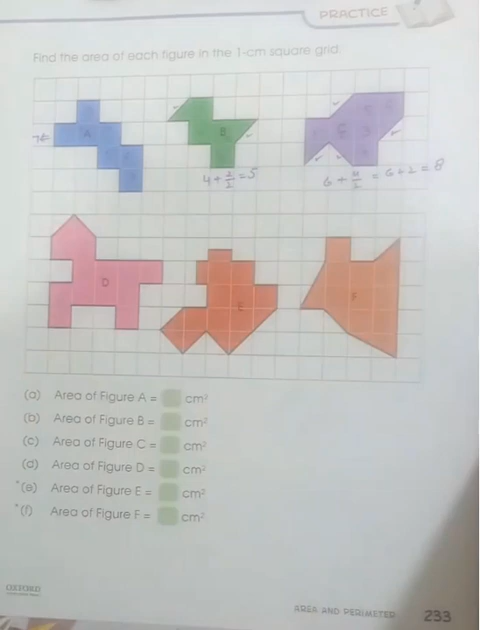 PRACTICE
Find the area of each figure in the 1-cm square grid.
A
B
C
4 + 2/2 = 5
6 + 4/2 = 6 + 2 = 8
D
E
F
(a) Area of Figure A = cm²
(b) Area of Figure B = cm²
(c) Area of Figure C = cm²
(d) Area of Figure D = cm²
*(e) Area of Figure E = cm²
*(f) Area of Figure F = cm²
OXFORD
AREA AND PERIMETER 233